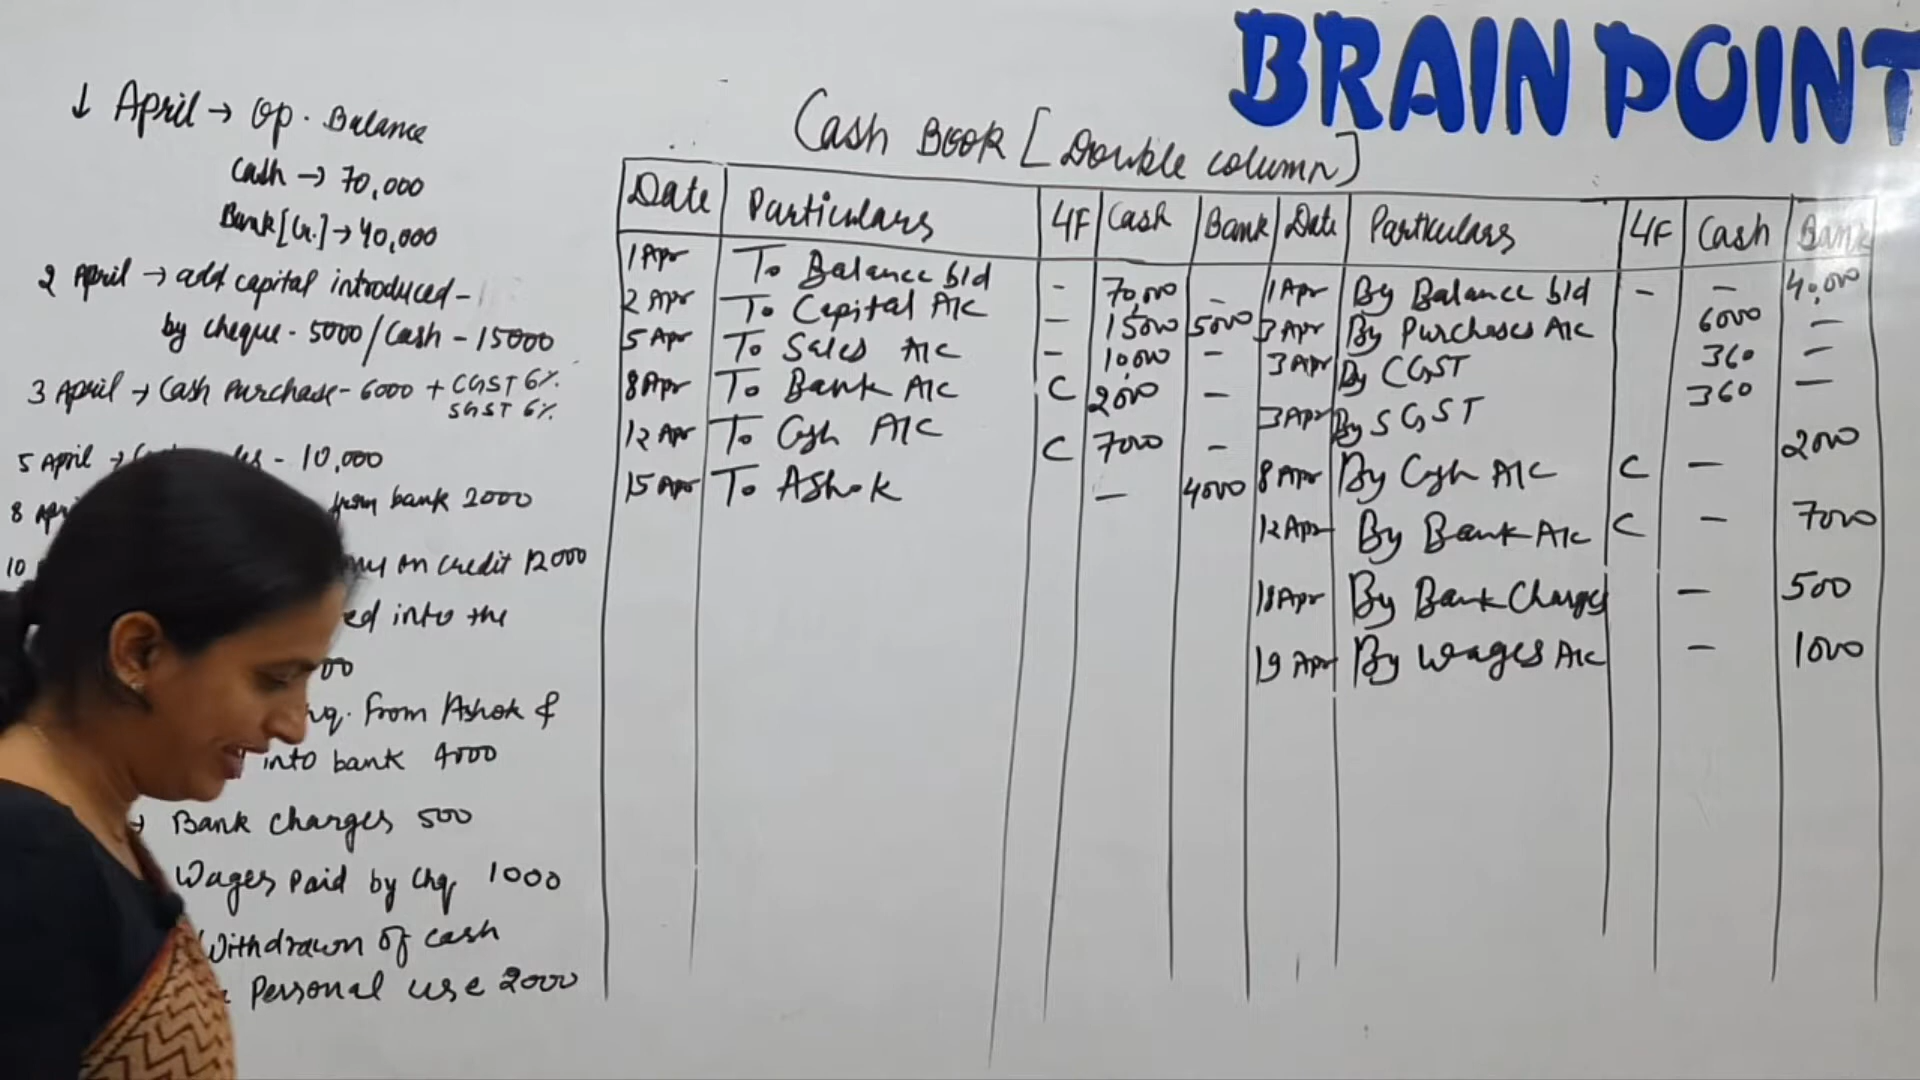 BRAIN POINT
↓ April → Op. Balance
Cash → 70,000
Bank [Cr.] → 40,000
2 April → add capital introduced -
by cheque - 5000 / Cash - 15000
3 April → Cash Purchase - 6000 + CGST 6%
SGST 6%
5 April → - 10,000
8 from bank 2000
10 on credit 12000
into the
00
from Ashok &
into bank 4000
→ Bank charges 500
Wages Paid by Chq 1000
Withdrawn of cash
Personal use 2000
Cash Book [Double column]
Date Particulars LF Cash Bank Date Particulars LF Cash Bank
1 Apr To Balance b/d - 70,000 - 1 Apr By Balance b/d - - 40,000
2 Apr To Capital A/c - 15000 5000 3 Apr By Purchases A/c 6000 -
5 Apr To Sales A/c - 10,000 - 3 Apr By CGST 360 -
8 Apr To Bank A/c C 2000 - 3 Apr By SGST 360 -
12 Apr To Cash A/c C 7000 - 8 Apr By Cash A/c C - 2000
15 Apr To Ashok - 4000 12 Apr By Bank A/c C - 7000
18 Apr By Bank Charges - 500
19 Apr By Wages A/c - 1000